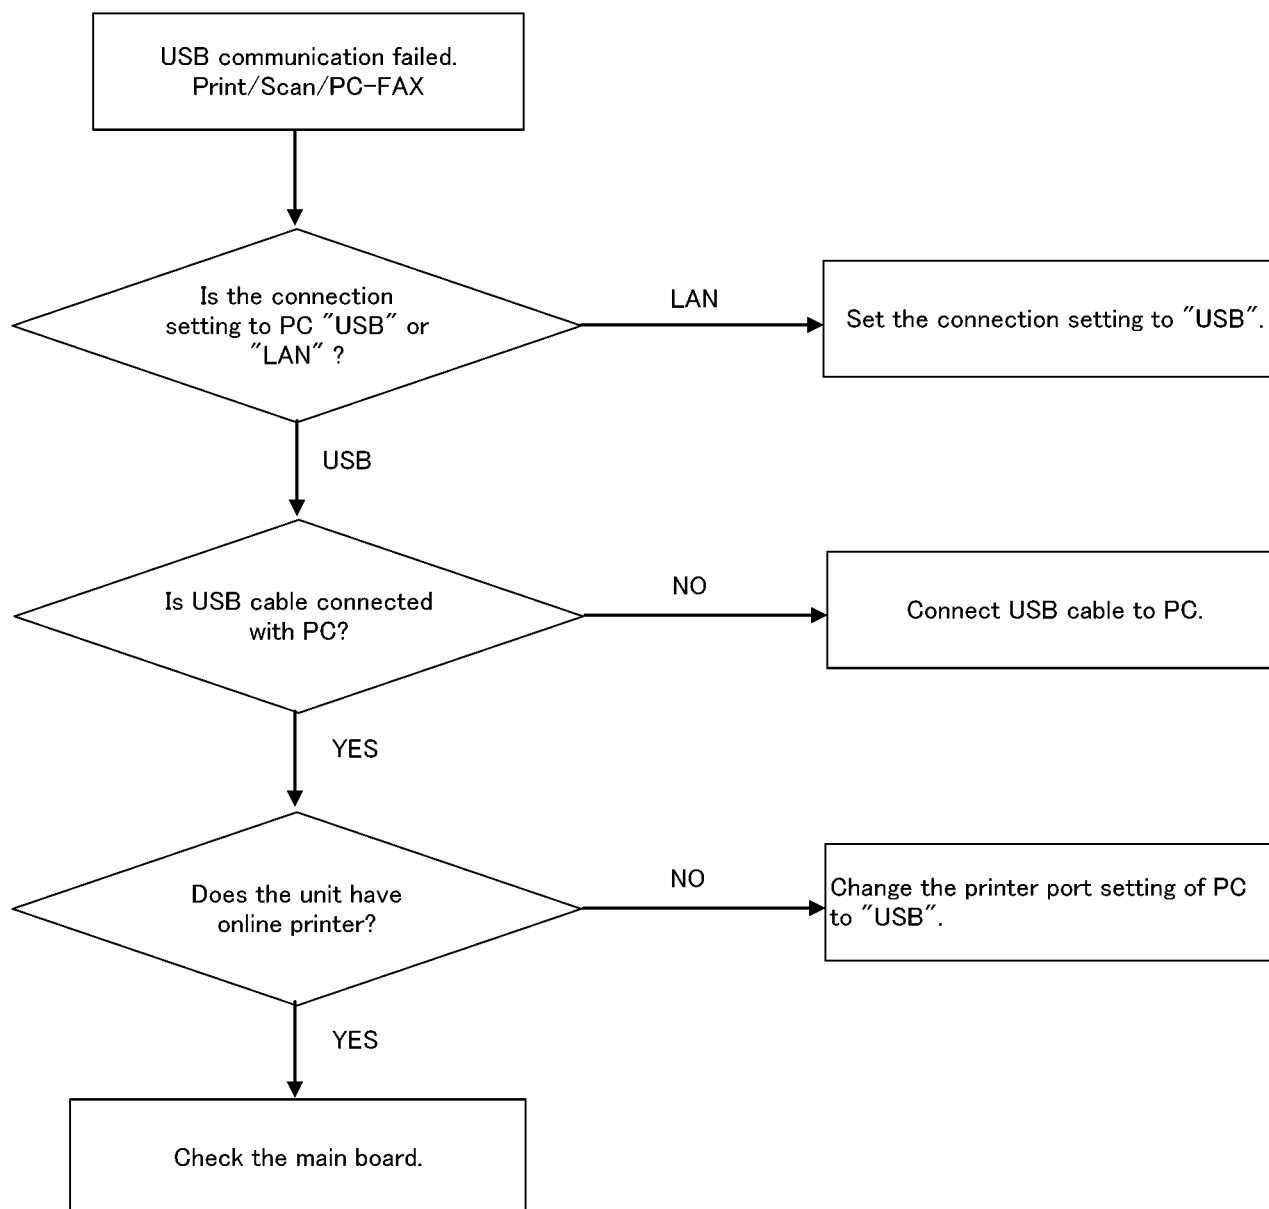 USB communication failed.
Print/Scan/PC-FAX
Is the connection
setting to PC "USB" or
"LAN" ?
LAN
Set the connection setting to "USB".
USB
Is USB cable connected
with PC?
NO
Connect USB cable to PC.
YES
Does the unit have
online printer?
NO
Change the printer port setting of PC
to "USB".
YES
Check the main board.